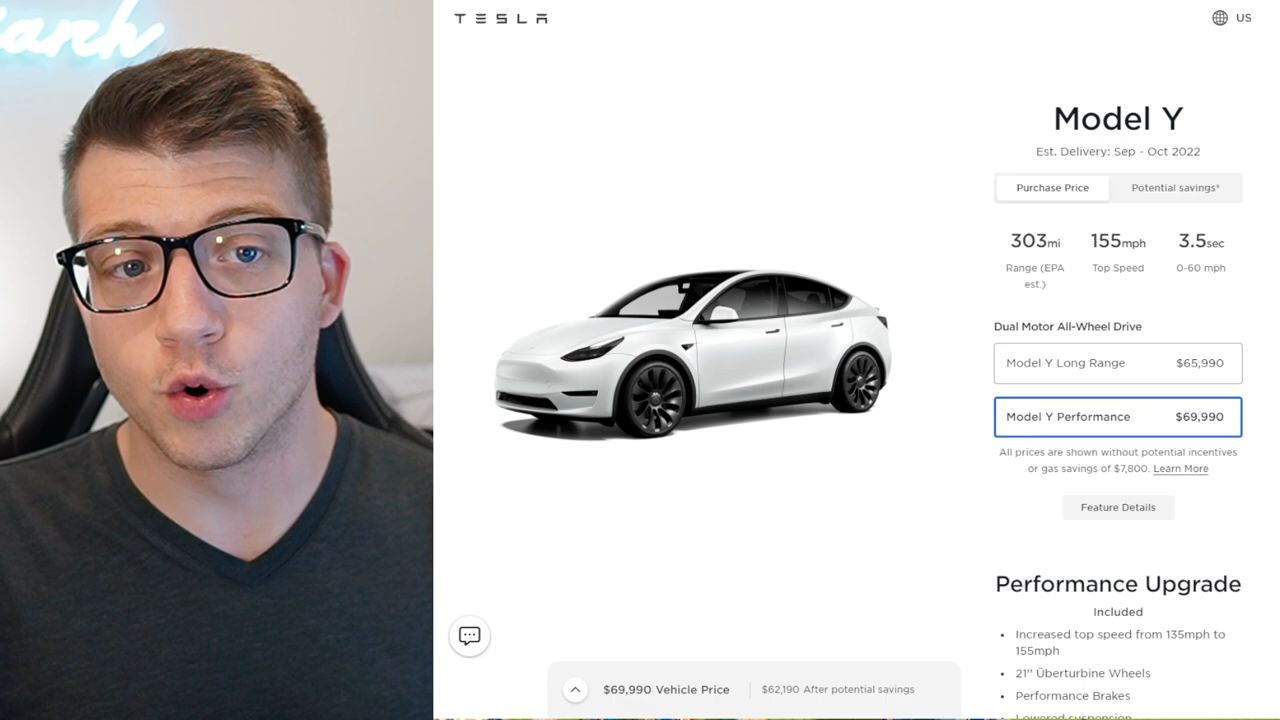 TESLA
US
Model Y
Est. Delivery: Sep - Oct 2022
Purchase Price
Potential savings*
303mi
155mph
3.5sec
Range (EPA
est.)
Top Speed
0-60 mph
Dual Motor All-Wheel Drive
Model Y Long Range
$65,990
Model Y Performance
$69,990
All prices are shown without potential incentives
or gas savings of $7,800. Learn More
Feature Details
Performance Upgrade
Included
• Increased top speed from 135mph to
155mph
• 21’’ Überturbine Wheels
• Performance Brakes
• Lowered suspension
$69,990 Vehicle Price
$62,190 After potential savings